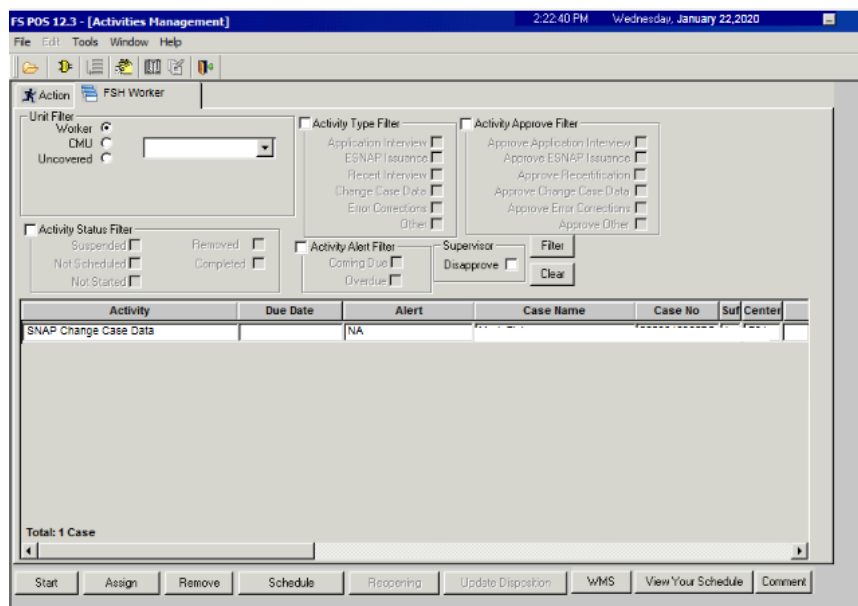 FS POS 12.3 - [Activities Management] 2:22:40 PM Wednesday, January 22,2020
File Edit Tools Window Help
Action FSH Worker
Unit Filter
Worker
CMU
Uncovered
Activity Type Filter
Application Interview
ESNAP Issuance
Recert Interview
Change Case Data
Error Corrections
Other
Activity Approve Filter
Approve Application Interview
Approve ESNAP Issuance
Approve Recertification
Approve Change Case Data
Approve Error Corrections
Approve Other
Activity Status Filter
Suspended Removed
Not Scheduled Completed
Not Started
Activity Alert Filter
Coming Due
Overdue
Supervisor
Disapprove
Filter
Clear
Activity Due Date Alert Case Name Case No Suf Center
SNAP Change Case Data NA
Total: 1 Case
Start Assign Remove Schedule Reopening Update Disposition WMS View Your Schedule Comment